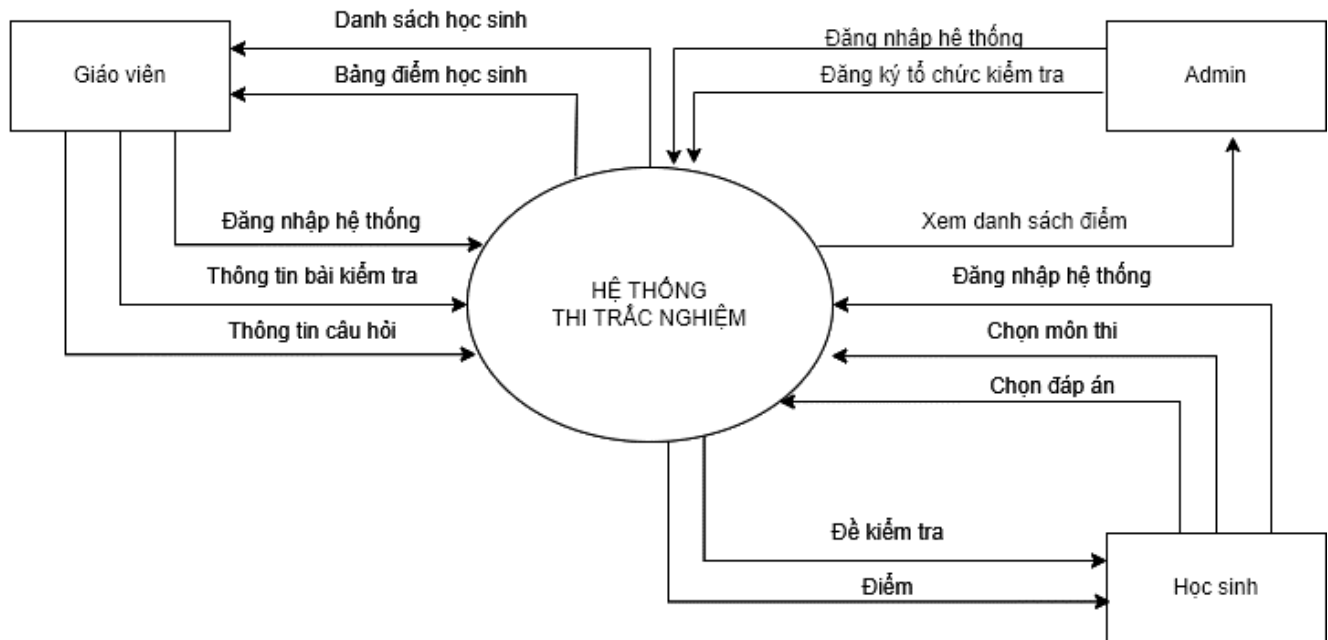 Danh sách học sinh
Giáo viên
Bảng điểm học sinh
Đăng nhập hệ thống
Đăng ký tổ chức kiểm tra
Admin
Đăng nhập hệ thống
Thông tin bài kiểm tra
Thông tin câu hỏi
HỆ THỐNG
THI TRẮC NGHIỆM
Xem danh sách điểm
Đăng nhập hệ thống
Chọn môn thi
Chọn đáp án
Đề kiểm tra
Điểm
Học sinh